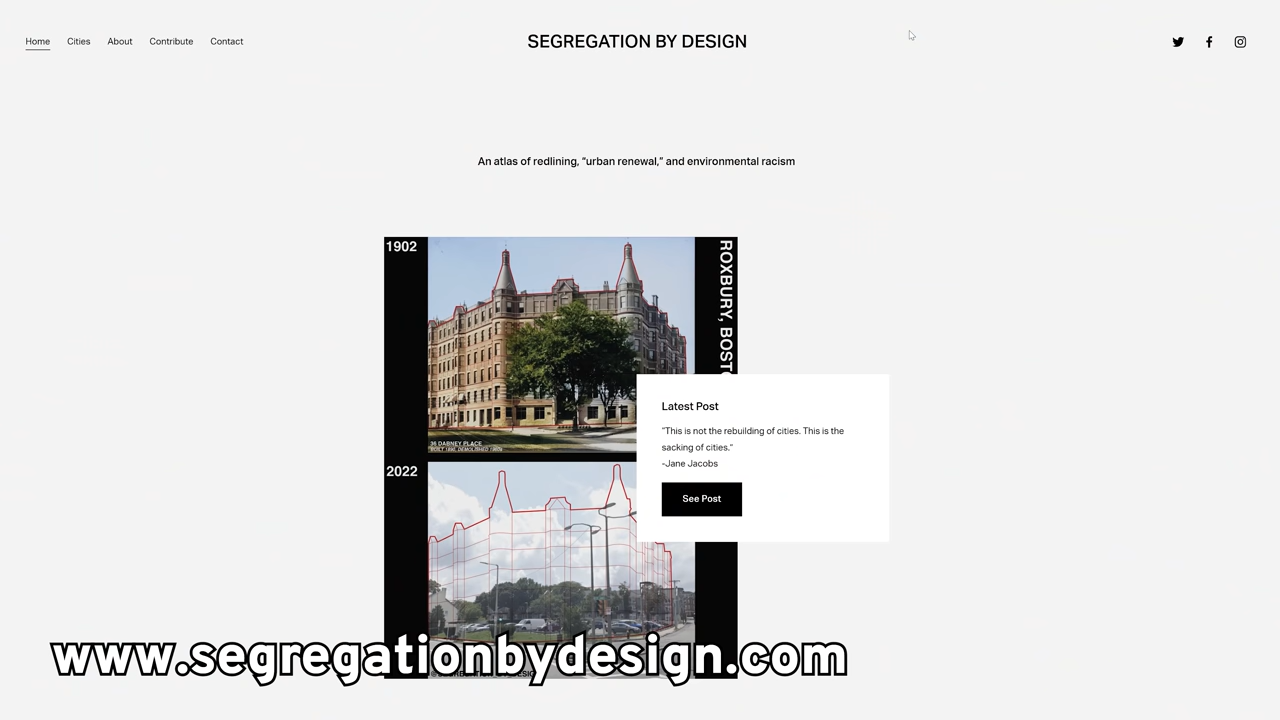 Home
Cities
About
Contribute
Contact
SEGREGATION BY DESIGN
An atlas of redlining, “urban renewal,” and environmental racism
1902
ROXBURY, BOSTO
36 DABNEY PLACE
Latest Post
"This is not the rebuilding of cities. This is the
sacking of cities."
-Jane Jacobs
See Post
2022
www.segregationbydesign.com